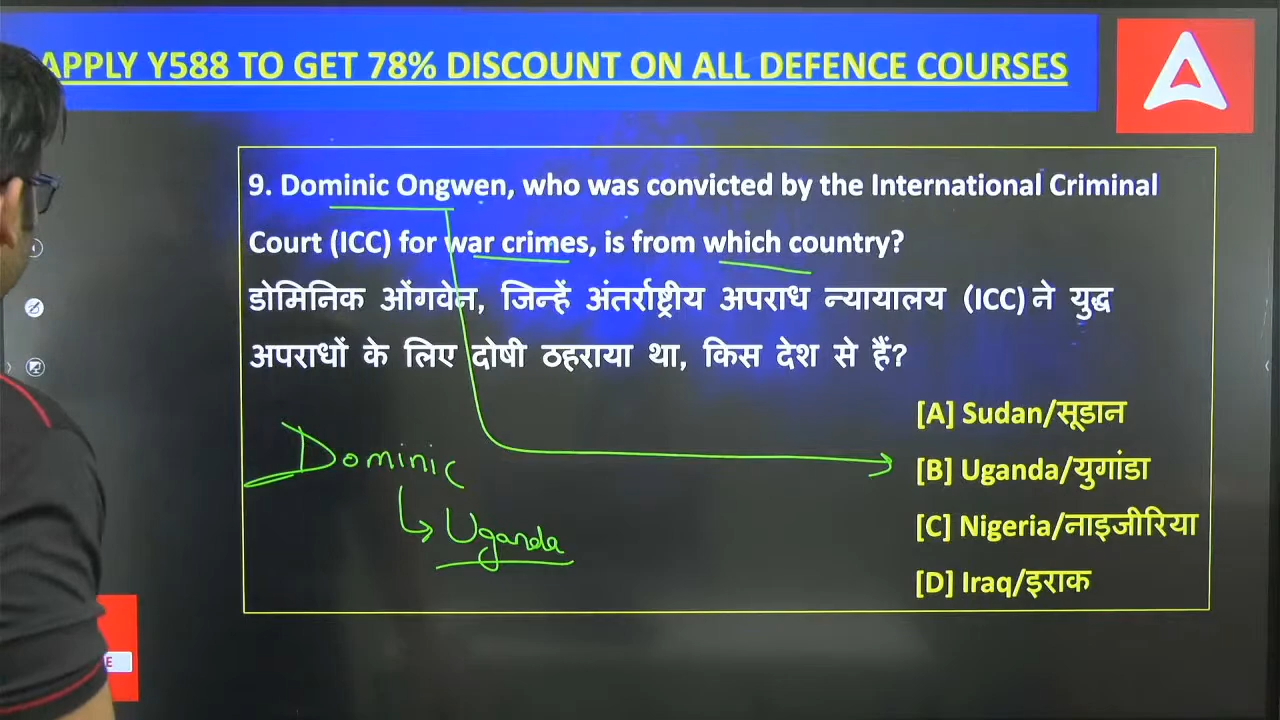 APPLY Y588 TO GET 78% DISCOUNT ON ALL DEFENCE COURSES
9. Dominic Ongwen, who was convicted by the International Criminal
Court (ICC) for war crimes, is from which country?
डोमिनिक ओंगवेन, जिन्हें अंतर्राष्ट्रीय अपराध न्यायालय (ICC) ने युद्ध
अपराधों के लिए दोषी ठहराया था, किस देश से हैं?
[A] Sudan/सूडान
[B] Uganda/युगांडा
[C] Nigeria/नाइजीरिया
[D] Iraq/इराक
Dominic
Uganda